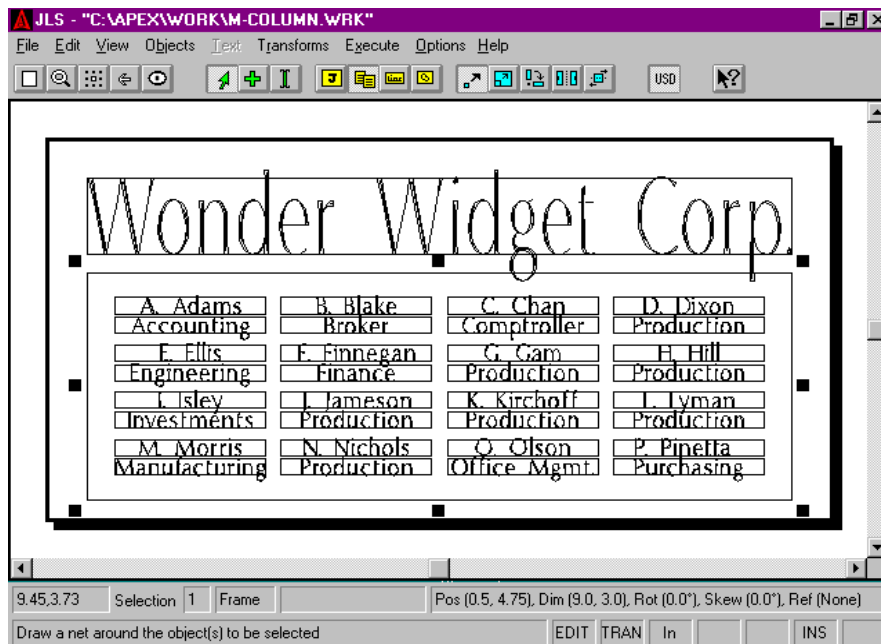 JLS - "C:\APEX\WORK\M-COLUMN.WRK"
File Edit View Objects Text Transforms Execute Options Help
J USD ?
Wonder Widget Corp.
A. Adams B. Blake C. Chan D. Dixon
Accounting Broker Comptroller Production
E. Ellis F. Finnegan G. Gam H. Hill
Engineering Finance Production Production
I. Isley J. Jameson K. Kirchoff L. Lyman
Investments Production Production Production
M. Morris N. Nichols O. Olson P. Pinetta
Manufacturing Production Office Mgmt. Purchasing
9.45,3.73 Selection 1 Frame Pos (0.5, 4.75), Dim (9.0, 3.0), Rot (0.0°), Skew (0.0°), Ref (None)
Draw a net around the object(s) to be selected EDIT TRAN In INS